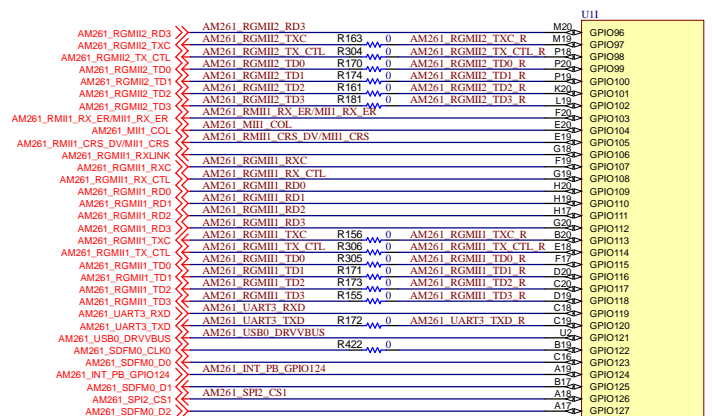 U1I
AM261_RGMII2_RD3 AM261_RGMII2_RD3 M20 GPIO96
AM261_RGMII2_TXC AM261_RGMII2_TXC R163 0 AM261_RGMII2_TXC_R M19 GPIO97
AM261_RGMII2_TX_CTL AM261_RGMII2_TX_CTL R304 0 AM261_RGMII2_TX_CTL_R P18 GPIO98
AM261_RGMII2_TD0 AM261_RGMII2_TD0 R170 0 AM261_RGMII2_TD0_R P20 GPIO99
AM261_RGMII2_TD1 AM261_RGMII2_TD1 R174 0 AM261_RGMII2_TD1_R P19 GPIO100
AM261_RGMII2_TD2 AM261_RGMII2_TD2 R161 0 AM261_RGMII2_TD2_R K20 GPIO101
AM261_RGMII2_TD3 AM261_RGMII2_TD3 R181 0 AM261_RGMII2_TD3_R L19 GPIO102
AM261_RMII1_RX_ER/MII1_RX_ER AM261_RMII1_RX_ER/MII1_RX_ER F20 GPIO103
AM261_MII1_COL AM261_MII1_COL E20 GPIO104
AM261_RMII1_CRS_DV/MII1_CRS AM261_RMII1_CRS_DV/MII1_CRS E19 GPIO105
AM261_RGMII1_RXLINK G18 GPIO106
AM261_RGMII1_RXC AM261_RGMII1_RXC F19 GPIO107
AM261_RGMII1_RX_CTL AM261_RGMII1_RX_CTL G19 GPIO108
AM261_RGMII1_RD0 AM261_RGMII1_RD0 H20 GPIO109
AM261_RGMII1_RD1 AM261_RGMII1_RD1 H19 GPIO110
AM261_RGMII1_RD2 AM261_RGMII1_RD2 H17 GPIO111
AM261_RGMII1_RD3 AM261_RGMII1_RD3 G20 GPIO112
AM261_RGMII1_TXC AM261_RGMII1_TXC R156 0 AM261_RGMII1_TXC_R B20 GPIO113
AM261_RGMII1_TX_CTL AM261_RGMII1_TX_CTL R306 0 AM261_RGMII1_TX_CTL_R E18 GPIO114
AM261_RGMII1_TD0 AM261_RGMII1_TD0 R305 0 AM261_RGMII1_TD0_R F17 GPIO115
AM261_RGMII1_TD1 AM261_RGMII1_TD1 R171 0 AM261_RGMII1_TD1_R D20 GPIO116
AM261_RGMII1_TD2 AM261_RGMII1_TD2 R173 0 AM261_RGMII1_TD2_R C20 GPIO117
AM261_RGMII1_TD3 AM261_RGMII1_TD3 R155 0 AM261_RGMII1_TD3_R D19 GPIO118
AM261_UART3_RXD AM261_UART3_RXD C18 GPIO119
AM261_UART3_TXD AM261_UART3_TXD R172 0 AM261_UART3_TXD_R C19 GPIO120
AM261_USB0_DRVVBUS AM261_USB0_DRVVBUS U2 GPIO121
AM261_SDFM0_CLK0 R422 0 B19 GPIO122
AM261_SDFM0_D0 C16 GPIO123
AM261_INT_PB_GPIO124 AM261_INT_PB_GPIO124 A19 GPIO124
AM261_SDFM0_D1 B17 GPIO125
AM261_SPI2_CS1 AM261_SPI2_CS1 A18 GPIO126
AM261_SDFM0_D2 A17 GPIO127